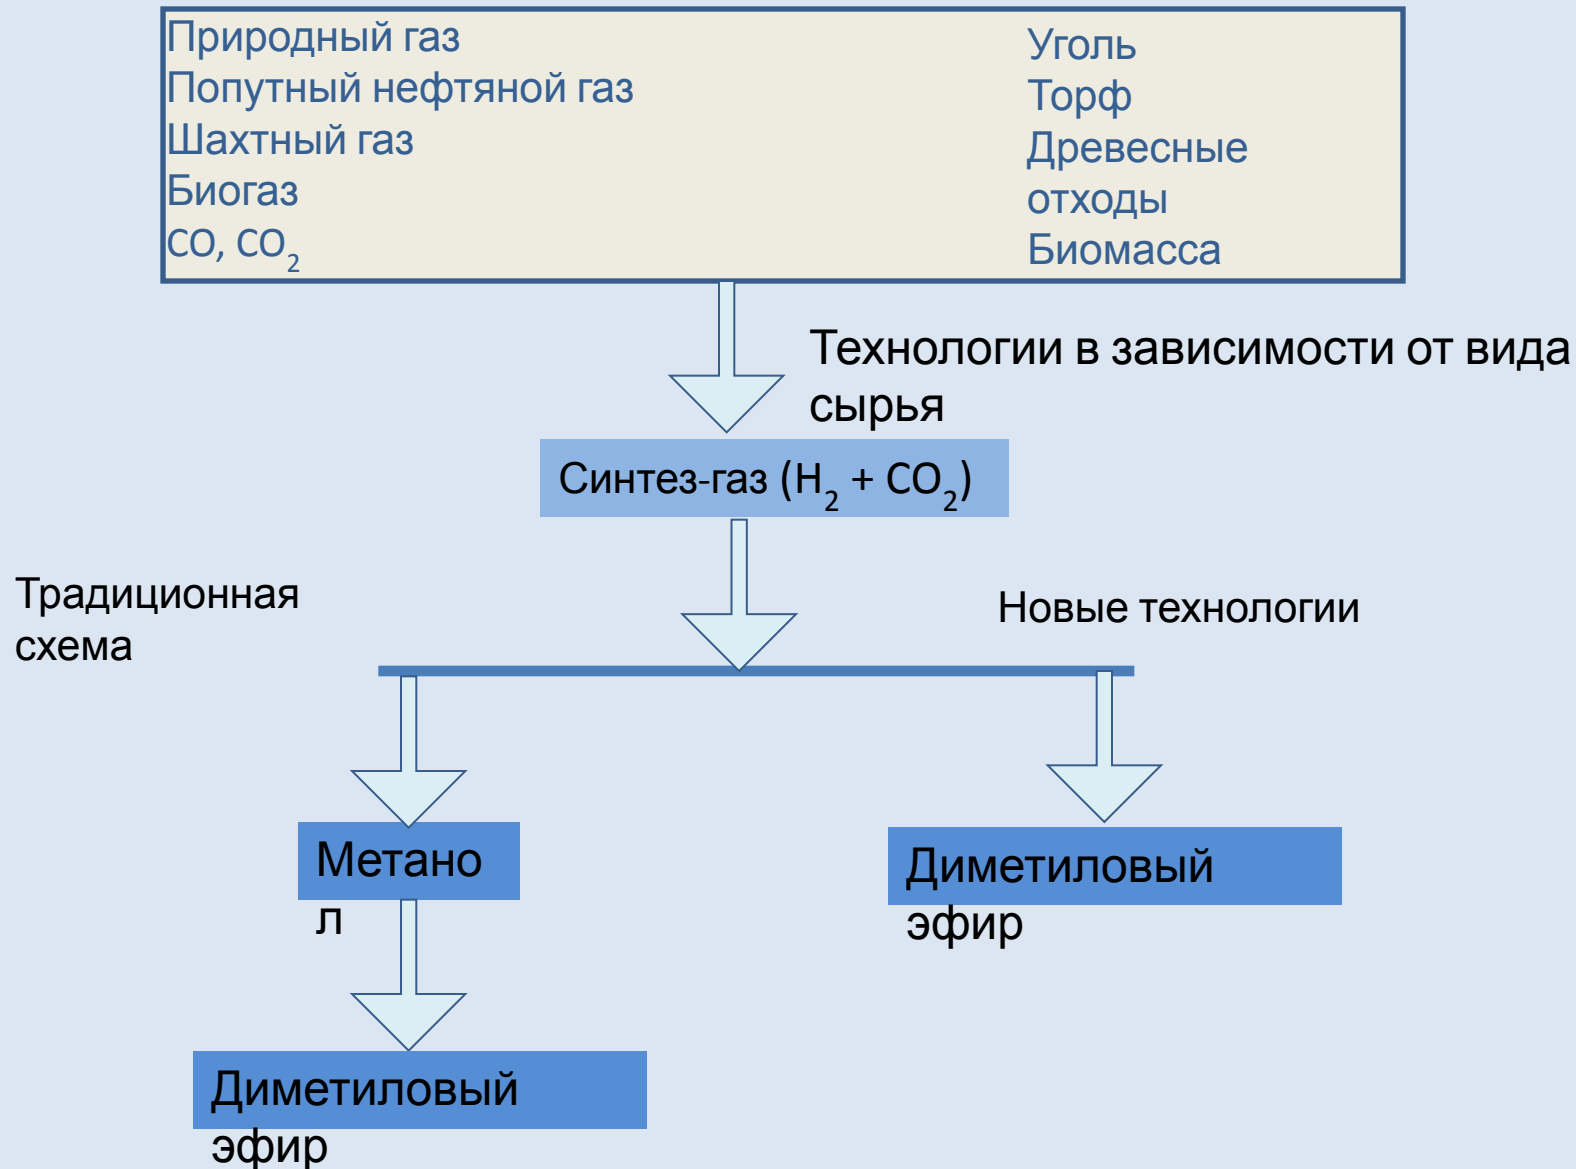 Природный газ
Попутный нефтяной газ
Шахтный газ
Биогаз
CO, CO₂
Уголь
Торф
Древесные
отходы
Биомасса
Технологии в зависимости от вида
сырья
Синтез-газ (H₂ + CO₂)
Традиционная
схема
Новые технологии
Метано
л
Диметиловый
эфир
Диметиловый
эфир